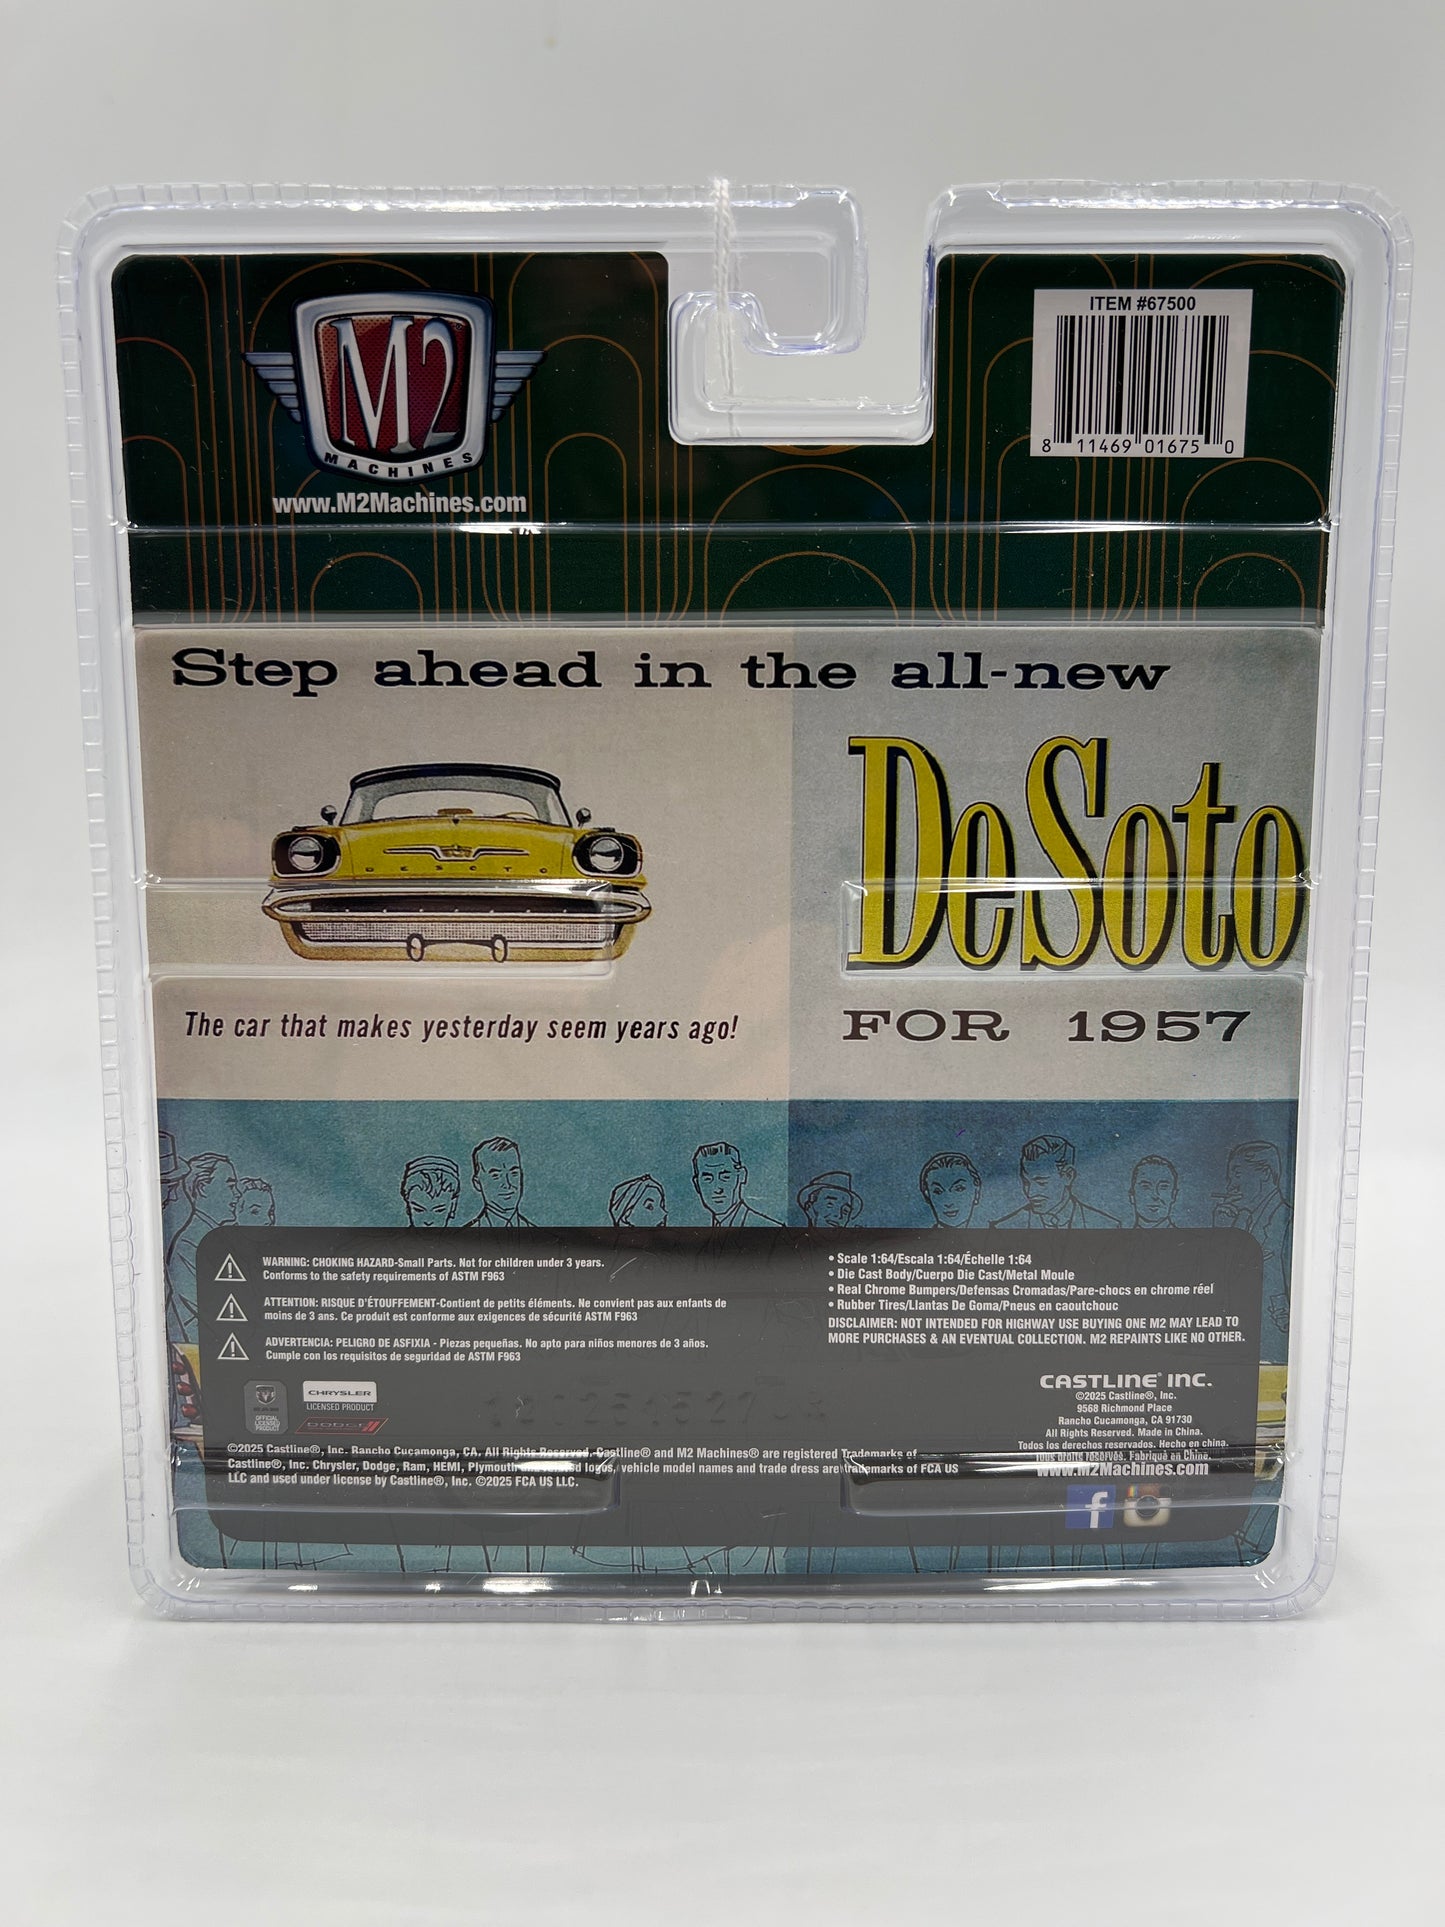 M2
MACHINES
www.M2Machines.com
ITEM #67500
8 11469 01675 0
Step ahead in the all-new
DeSoto
DESOTO
The car that makes yesterday seem years ago!
FOR 1957
WARNING: CHOKING HAZARD-Small Parts. Not for children under 3 years.
Conforms to the safety requirements of ASTM F963
ATTENTION: RISQUE D'ÉTOUFFEMENT-Contient de petits éléments. Ne convient pas aux enfants de
moins de 3 ans. Ce produit est conforme aux exigences de sécurité ASTM F963
ADVERTENCIA: PELIGRO DE ASFIXIA - Piezas pequeñas. No apto para niños menores de 3 años.
Cumple con los requisitos de seguridad de ASTM F963
• Scale 1:64/Escala 1:64/Échelle 1:64
• Die Cast Body/Cuerpo Die Cast/Metal Moule
• Real Chrome Bumpers/Defensas Cromadas/Pare-chocs en chrome réel
• Rubber Tires/Llantas De Goma/Pneus en caoutchouc
DISCLAIMER: NOT INTENDED FOR HIGHWAY USE BUYING ONE M2 MAY LEAD TO
MORE PURCHASES & AN EVENTUAL COLLECTION. M2 REPAINTS LIKE NO OTHER.
OFFICIAL
LICENSED
PRODUCT
CHRYSLER
LICENSED PRODUCT
DODGE
©2025 Castline®, Inc. Rancho Cucamonga, CA. All Rights Reserved. Castline® and M2 Machines® are registered Trademarks of
Castline®, Inc. Chrysler, Dodge, Ram, HEMI, Plymouth and related logos, vehicle model names and trade dress are trademarks of FCA US
LLC and used under license by Castline®, Inc. ©2025 FCA US LLC.
CASTLINE® INC.
©2025 Castline®, Inc.
9568 Richmond Place
Rancho Cucamonga, CA 91730
All Rights Reserved. Made in China.
Todos los derechos reservados. Hecho en china.
Tous droits réservés. Fabriqué en Chine.
www.M2Machines.com
f